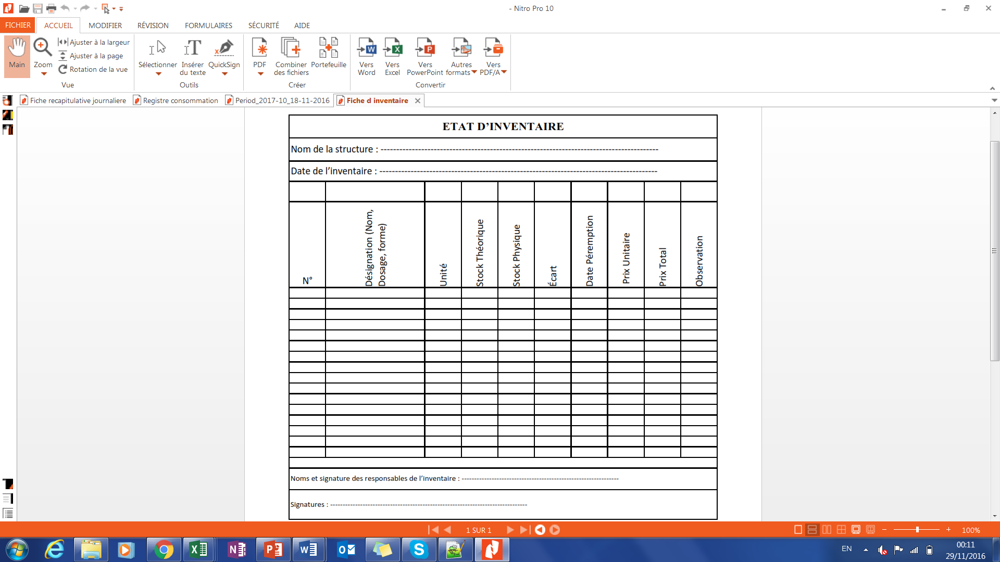 - Nitro Pro 10
FICHIER ACCUEIL MODIFIER RÉVISION FORMULAIRES SÉCURITÉ AIDE
Main
Zoom
Ajuster à la largeur
Ajuster à la page
Rotation de la vue
Vue
Sélectionner
Insérer
du texte
QuickSign
Outils
PDF
Combiner
des fichiers
Portefeuille
Créer
Vers
Word
Vers
Excel
Vers
PowerPoint
Autres
formats
Vers
PDF/A
Convertir
Fiche recapitulative journaliere
Registre consommation
Period_2017-10_18-11-2016
Fiche d inventaire
ETAT D’INVENTAIRE
Nom de la structure : -----------------------------------------------------------------------------------------
Date de l’inventaire : -----------------------------------------------------------------------------------------
N°
Désignation (Nom,
Dosage, forme)
Unité
Stock Théorique
Stock Physique
Écart
Date Péremption
Prix Unitaire
Prix Total
Observation
Noms et signature des responsables de l’inventaire : ---------------------------------------------------------------
Signatures : -------------------------------------------------------------------------------
1 SUR 1
100%
EN
00:11
29/11/2016